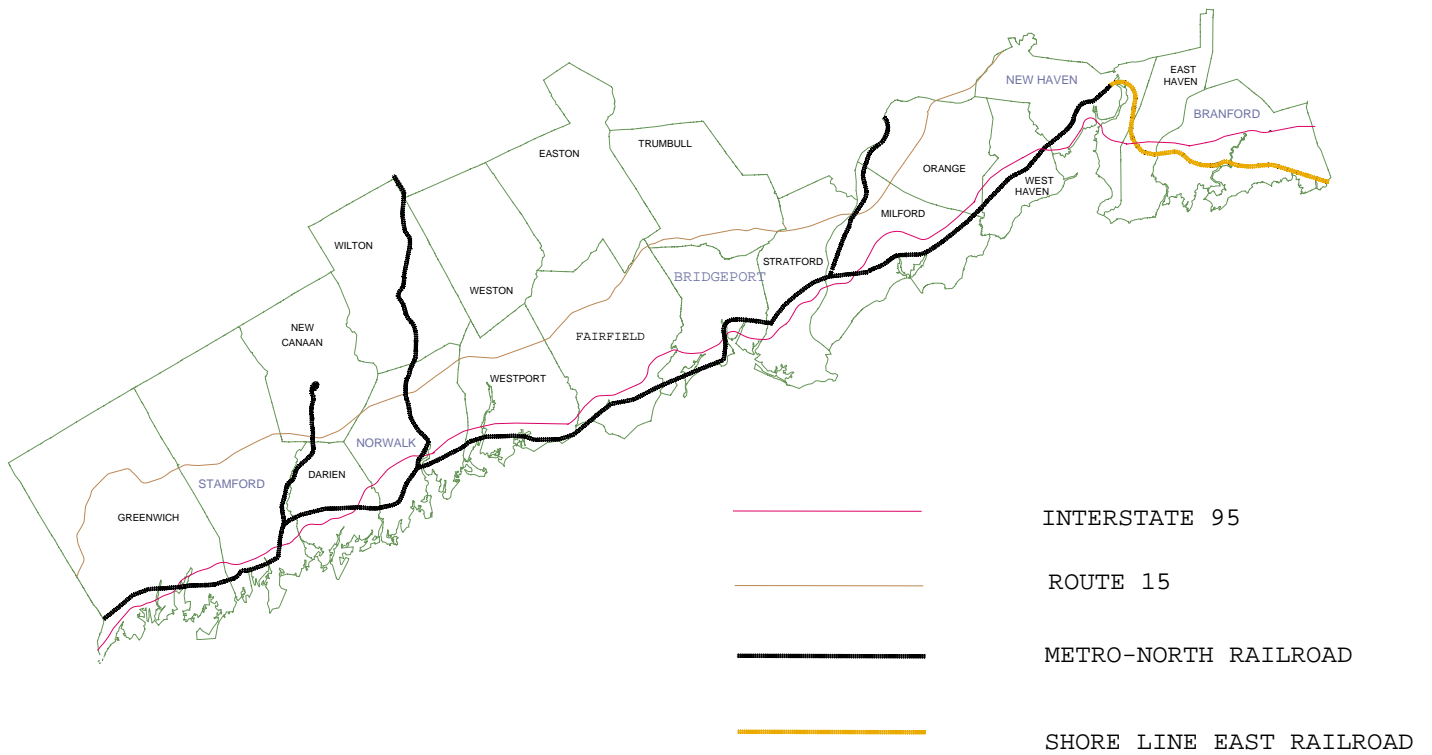 EAST
HAVEN
NEW HAVEN
BRANFORD
TRUMBULL
EASTON
ORANGE
WEST
HAVEN
MILFORD
WILTON
STRATFORD
BRIDGEPORT
WESTON
NEW
CANAAN
FAIRFIELD
WESTPORT
NORWALK
DARIEN
STAMFORD
GREENWICH
INTERSTATE 95
ROUTE 15
METRO-NORTH RAILROAD
SHORE LINE EAST RAILROAD